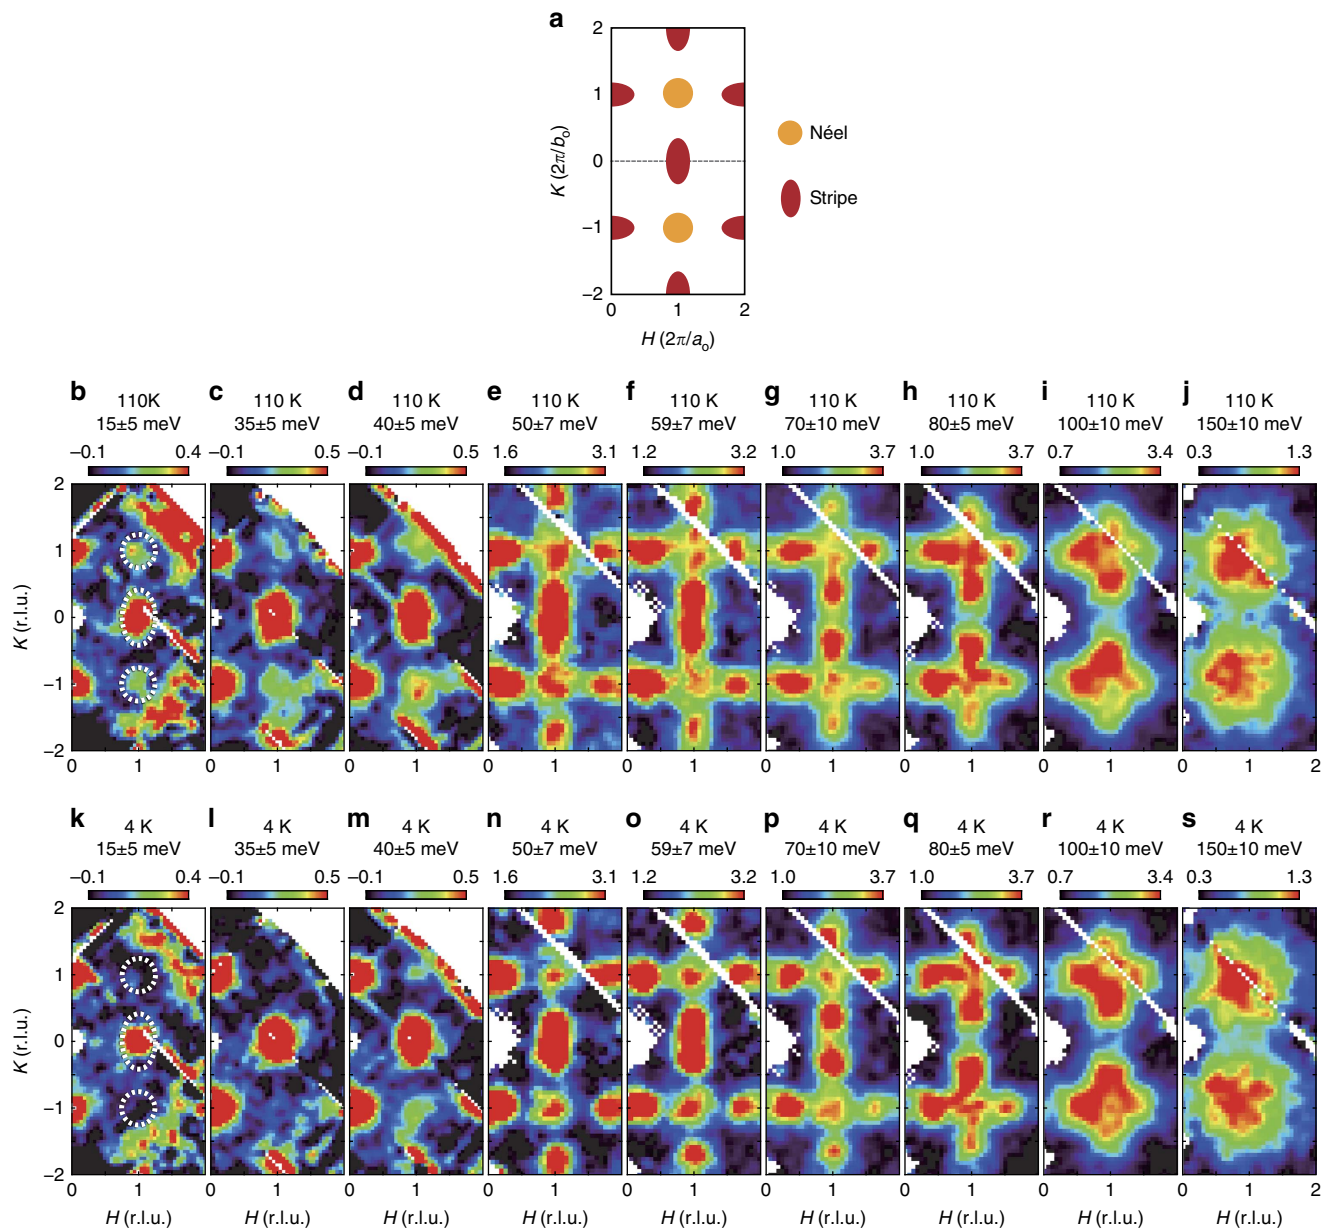 a
2
1
0
−1
−2
K (2π/b₀)
0 1 2
H (2π/a₀)
Néel
Stripe
b c d e f g h i j
110K 110 K 110 K 110 K 110 K 110 K 110 K 110 K 110 K
15±5 meV 35±5 meV 40±5 meV 50±7 meV 59±7 meV 70±10 meV 80±5 meV 100±10 meV 150±10 meV
−0.1 0.4 −0.1 0.5 −0.1 0.5 1.6 3.1 1.2 3.2 1.0 3.7 1.0 3.7 0.7 3.4 0.3 1.3
2
1
0
−1
−2
K (r.l.u.)
0 1 0 1 0 1 0 1 0 1 0 1 0 1 0 1 0 1 2
k l m n o p q r s
4 K 4 K 4 K 4 K 4 K 4 K 4 K 4 K 4 K
15±5 meV 35±5 meV 40±5 meV 50±7 meV 59±7 meV 70±10 meV 80±5 meV 100±10 meV 150±10 meV
−0.1 0.4 −0.1 0.5 −0.1 0.5 1.6 3.1 1.2 3.2 1.0 3.7 1.0 3.7 0.7 3.4 0.3 1.3
2
1
0
−1
−2
K (r.l.u.)
0 1 0 1 0 1 0 1 0 1 0 1 0 1 0 1 0 1 2
H (r.l.u.) H (r.l.u.) H (r.l.u.) H (r.l.u.) H (r.l.u.) H (r.l.u.) H (r.l.u.) H (r.l.u.) H (r.l.u.)